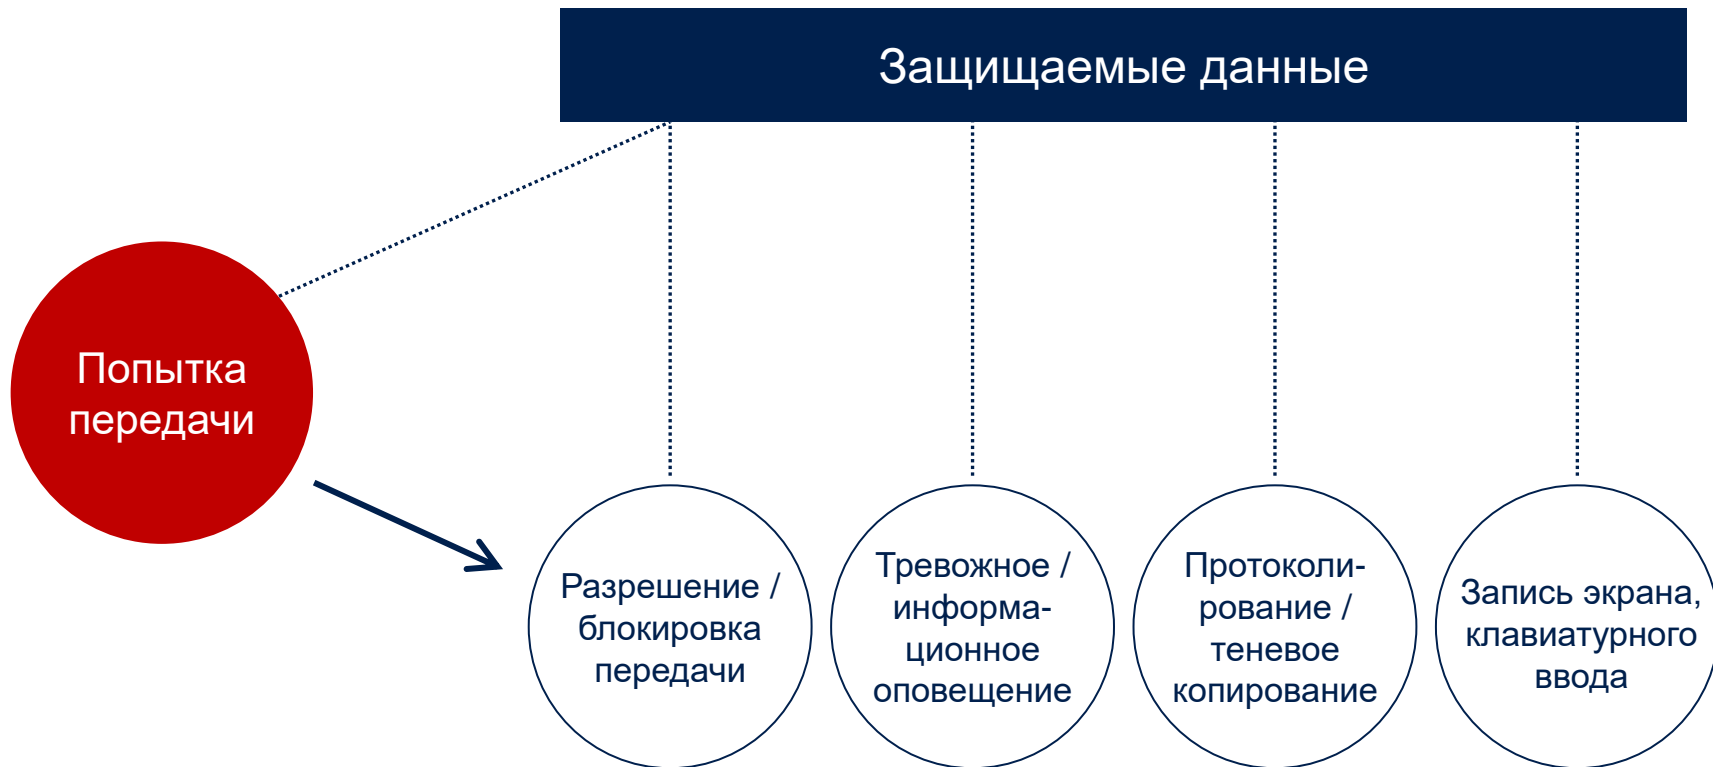 Защищаемые данные
Попытка
передачи
Разрешение /
блокировка
передачи
Тревожное /
информа-
ционное
оповещение
Протоколи-
рование /
теневое
копирование
Запись экрана,
клавиатурного
ввода